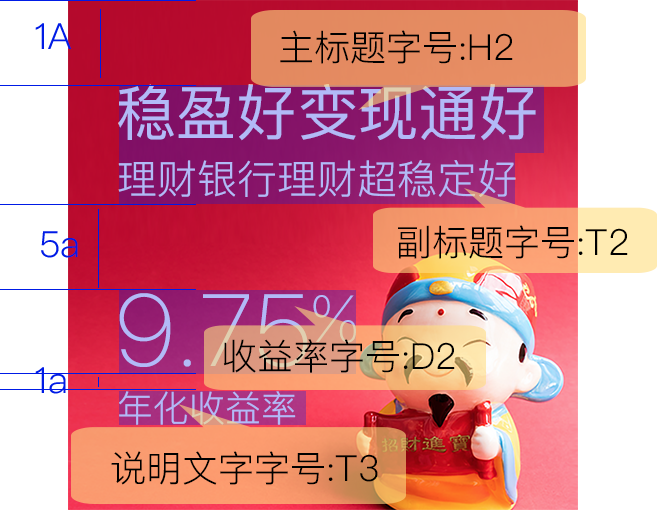 1A
主标题字号:H2
稳盈好变现通好
理财银行理财超稳定好
5a
副标题字号:T2
9.75%
收益率字号:D2
1a
年化收益率
招財進寶
说明文字字号:T3